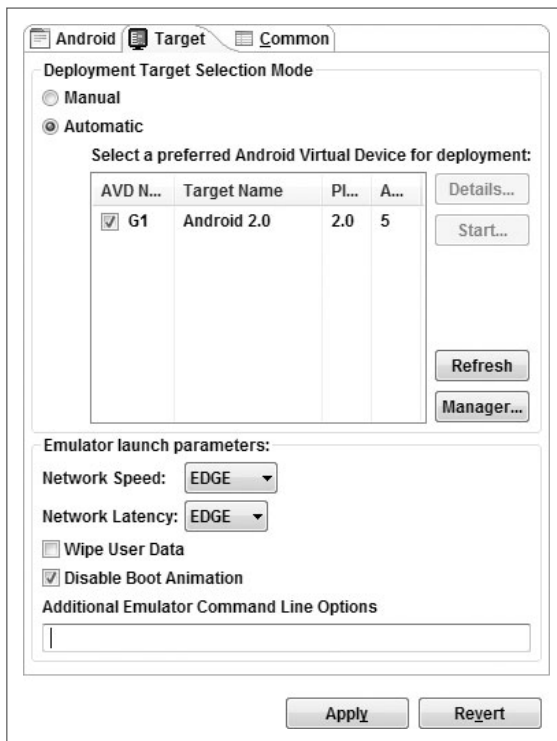 Android Target Common
Deployment Target Selection Mode
Manual
Automatic
Select a preferred Android Virtual Device for deployment:
AVD N... Target Name Pl... A... Details...
G1 Android 2.0 2.0 5 Start...
Refresh
Manager...
Emulator launch parameters:
Network Speed: EDGE
Network Latency: EDGE
Wipe User Data
Disable Boot Animation
Additional Emulator Command Line Options
Apply Revert